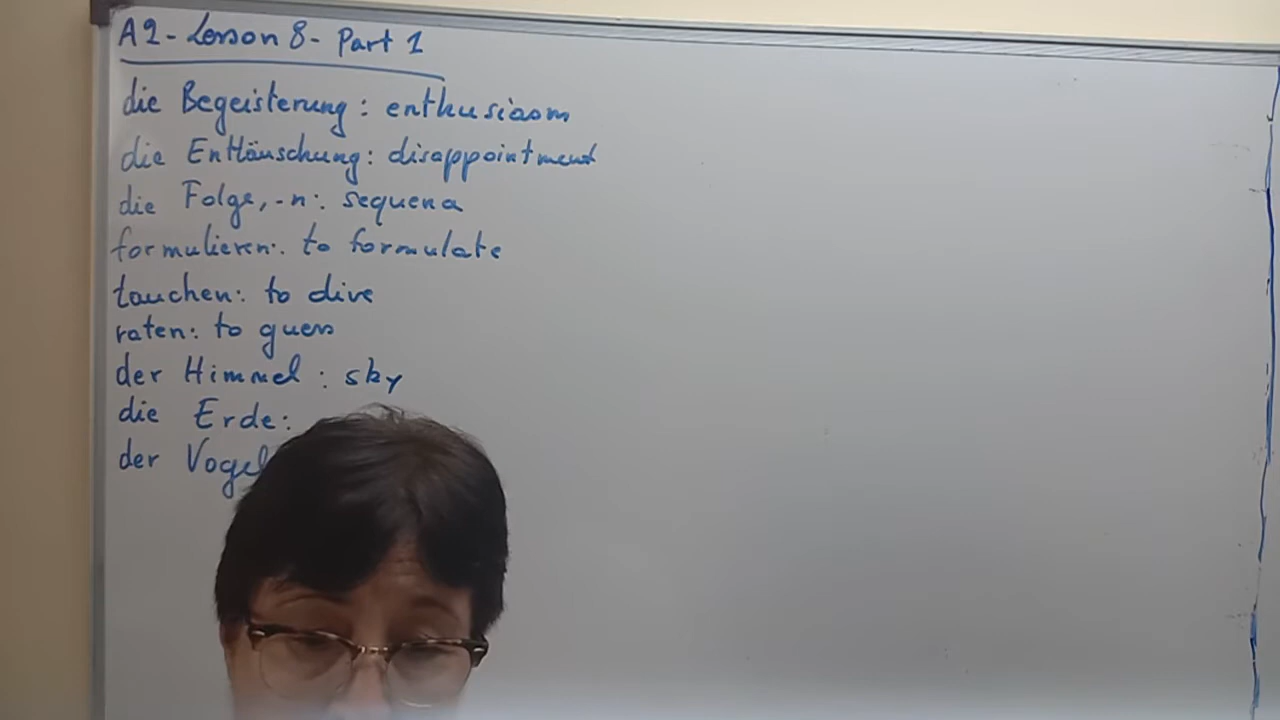 A2 - Lesson 8 - Part 1
die Begeisterung: enthusiasm
die Enttäuschung: disappointment
die Folge, -n: sequence
formulieren: to formulate
tauchen: to dive
raten: to guess
der Himmel: sky
die Erde:
der Vogel